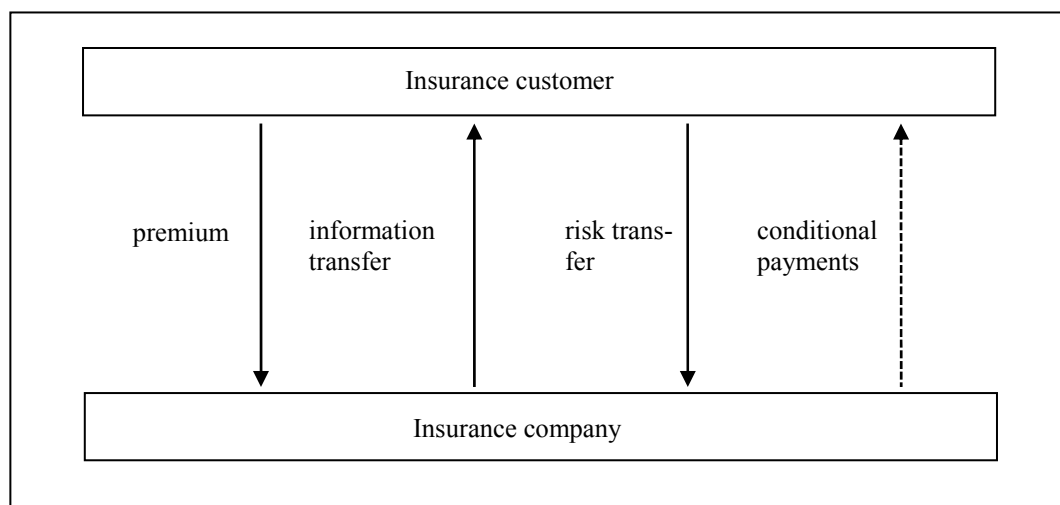 Insurance customer
premium
information
transfer
risk trans-
fer
conditional
payments
Insurance company